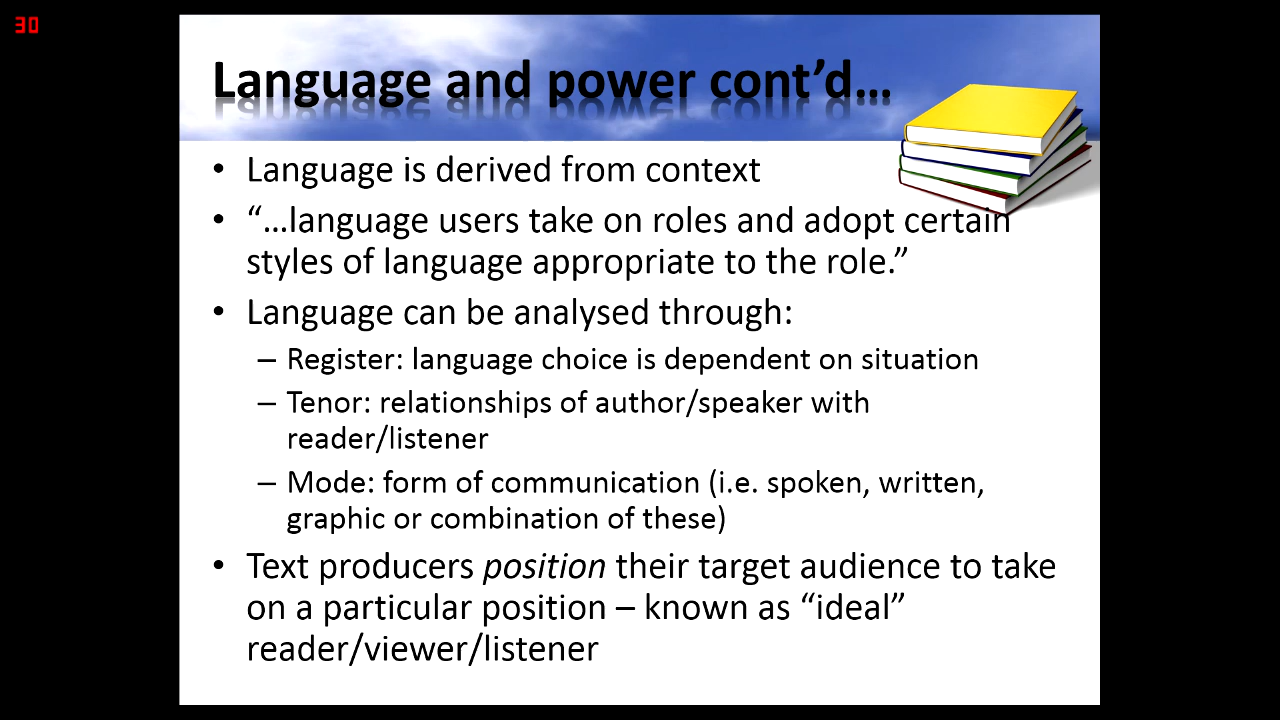 30
Language and power cont’d…
• Language is derived from context
• “…language users take on roles and adopt certain
styles of language appropriate to the role.”
• Language can be analysed through:
– Register: language choice is dependent on situation
– Tenor: relationships of author/speaker with
reader/listener
– Mode: form of communication (i.e. spoken, written,
graphic or combination of these)
• Text producers position their target audience to take
on a particular position – known as “ideal”
reader/viewer/listener